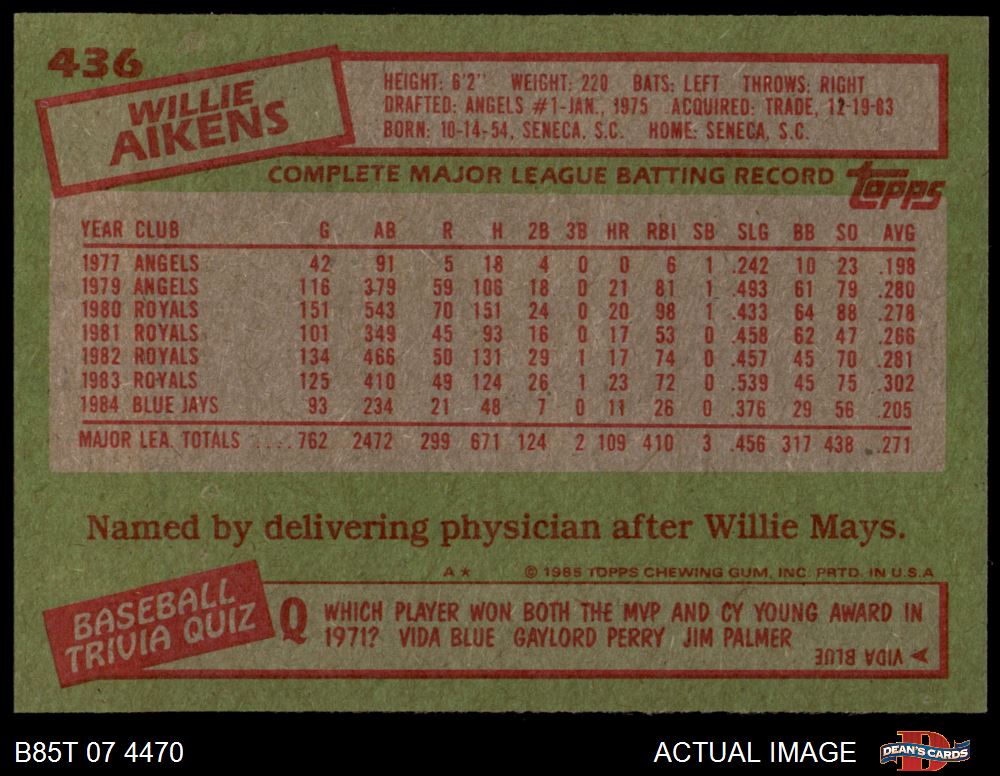 436
WILLIE
AIKENS
HEIGHT: 6'2" WEIGHT: 220 BATS: LEFT THROWS: RIGHT
DRAFTED: ANGELS #1-JAN., 1975 ACQUIRED: TRADE, 12-19-83
BORN: 10-14-54, SENECA, S.C. HOME: SENECA, S.C.
COMPLETE MAJOR LEAGUE BATTING RECORD topps
YEAR CLUB G AB R H 2B 3B HR RBI SB SLG BB SO AVG
1977 ANGELS 42 91 5 18 4 0 0 6 1 .242 10 23 .198
1979 ANGELS 116 379 59 106 18 0 21 81 1 .493 61 79 .280
1980 ROYALS 151 543 70 151 24 0 20 98 1 .433 64 88 .278
1981 ROYALS 101 349 45 93 16 0 17 53 0 .458 62 47 .266
1982 ROYALS 134 466 50 131 29 1 17 74 0 .457 45 70 .281
1983 ROYALS 125 410 49 124 26 1 23 72 0 .539 45 75 .302
1984 BLUE JAYS 93 234 21 48 7 0 11 26 0 .376 29 56 .205
MAJOR LEA. TOTALS ....762 2472 299 671 124 2 109 410 3 .456 317 438 .271
Named by delivering physician after Willie Mays.
A★ © 1985 TOPPS CHEWING GUM, INC. PRTD. IN U.S.A
BASEBALL
TRIVIA QUIZ
Q WHICH PLAYER WON BOTH THE MVP AND CY YOUNG AWARD IN
1971? VIDA BLUE GAYLORD PERRY JIM PALMER
A VIDA BLUE
B85T 07 4470 ACTUAL IMAGE DEAN'S CARDS